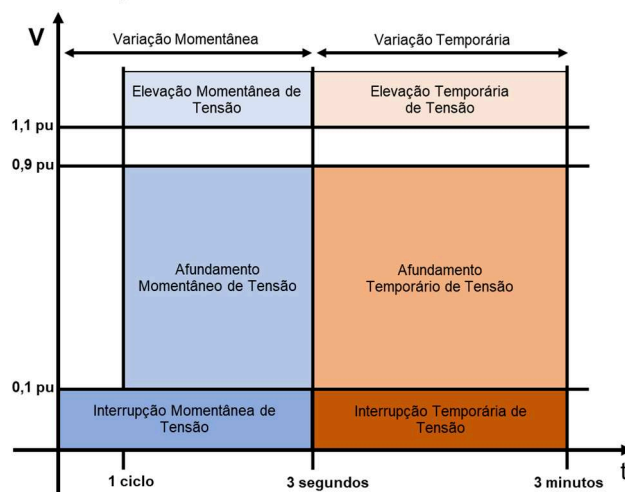 V
Variação Momentânea
Variação Temporária
Elevação Momentânea de
Tensão
Elevação Temporária
de Tensão
1,1 pu
0,9 pu
Afundamento
Momentâneo de Tensão
Afundamento
Temporário de Tensão
0,1 pu
Interrupção Momentânea de
Tensão
Interrupção Temporária de
Tensão
t
1 ciclo
3 segundos
3 minutos